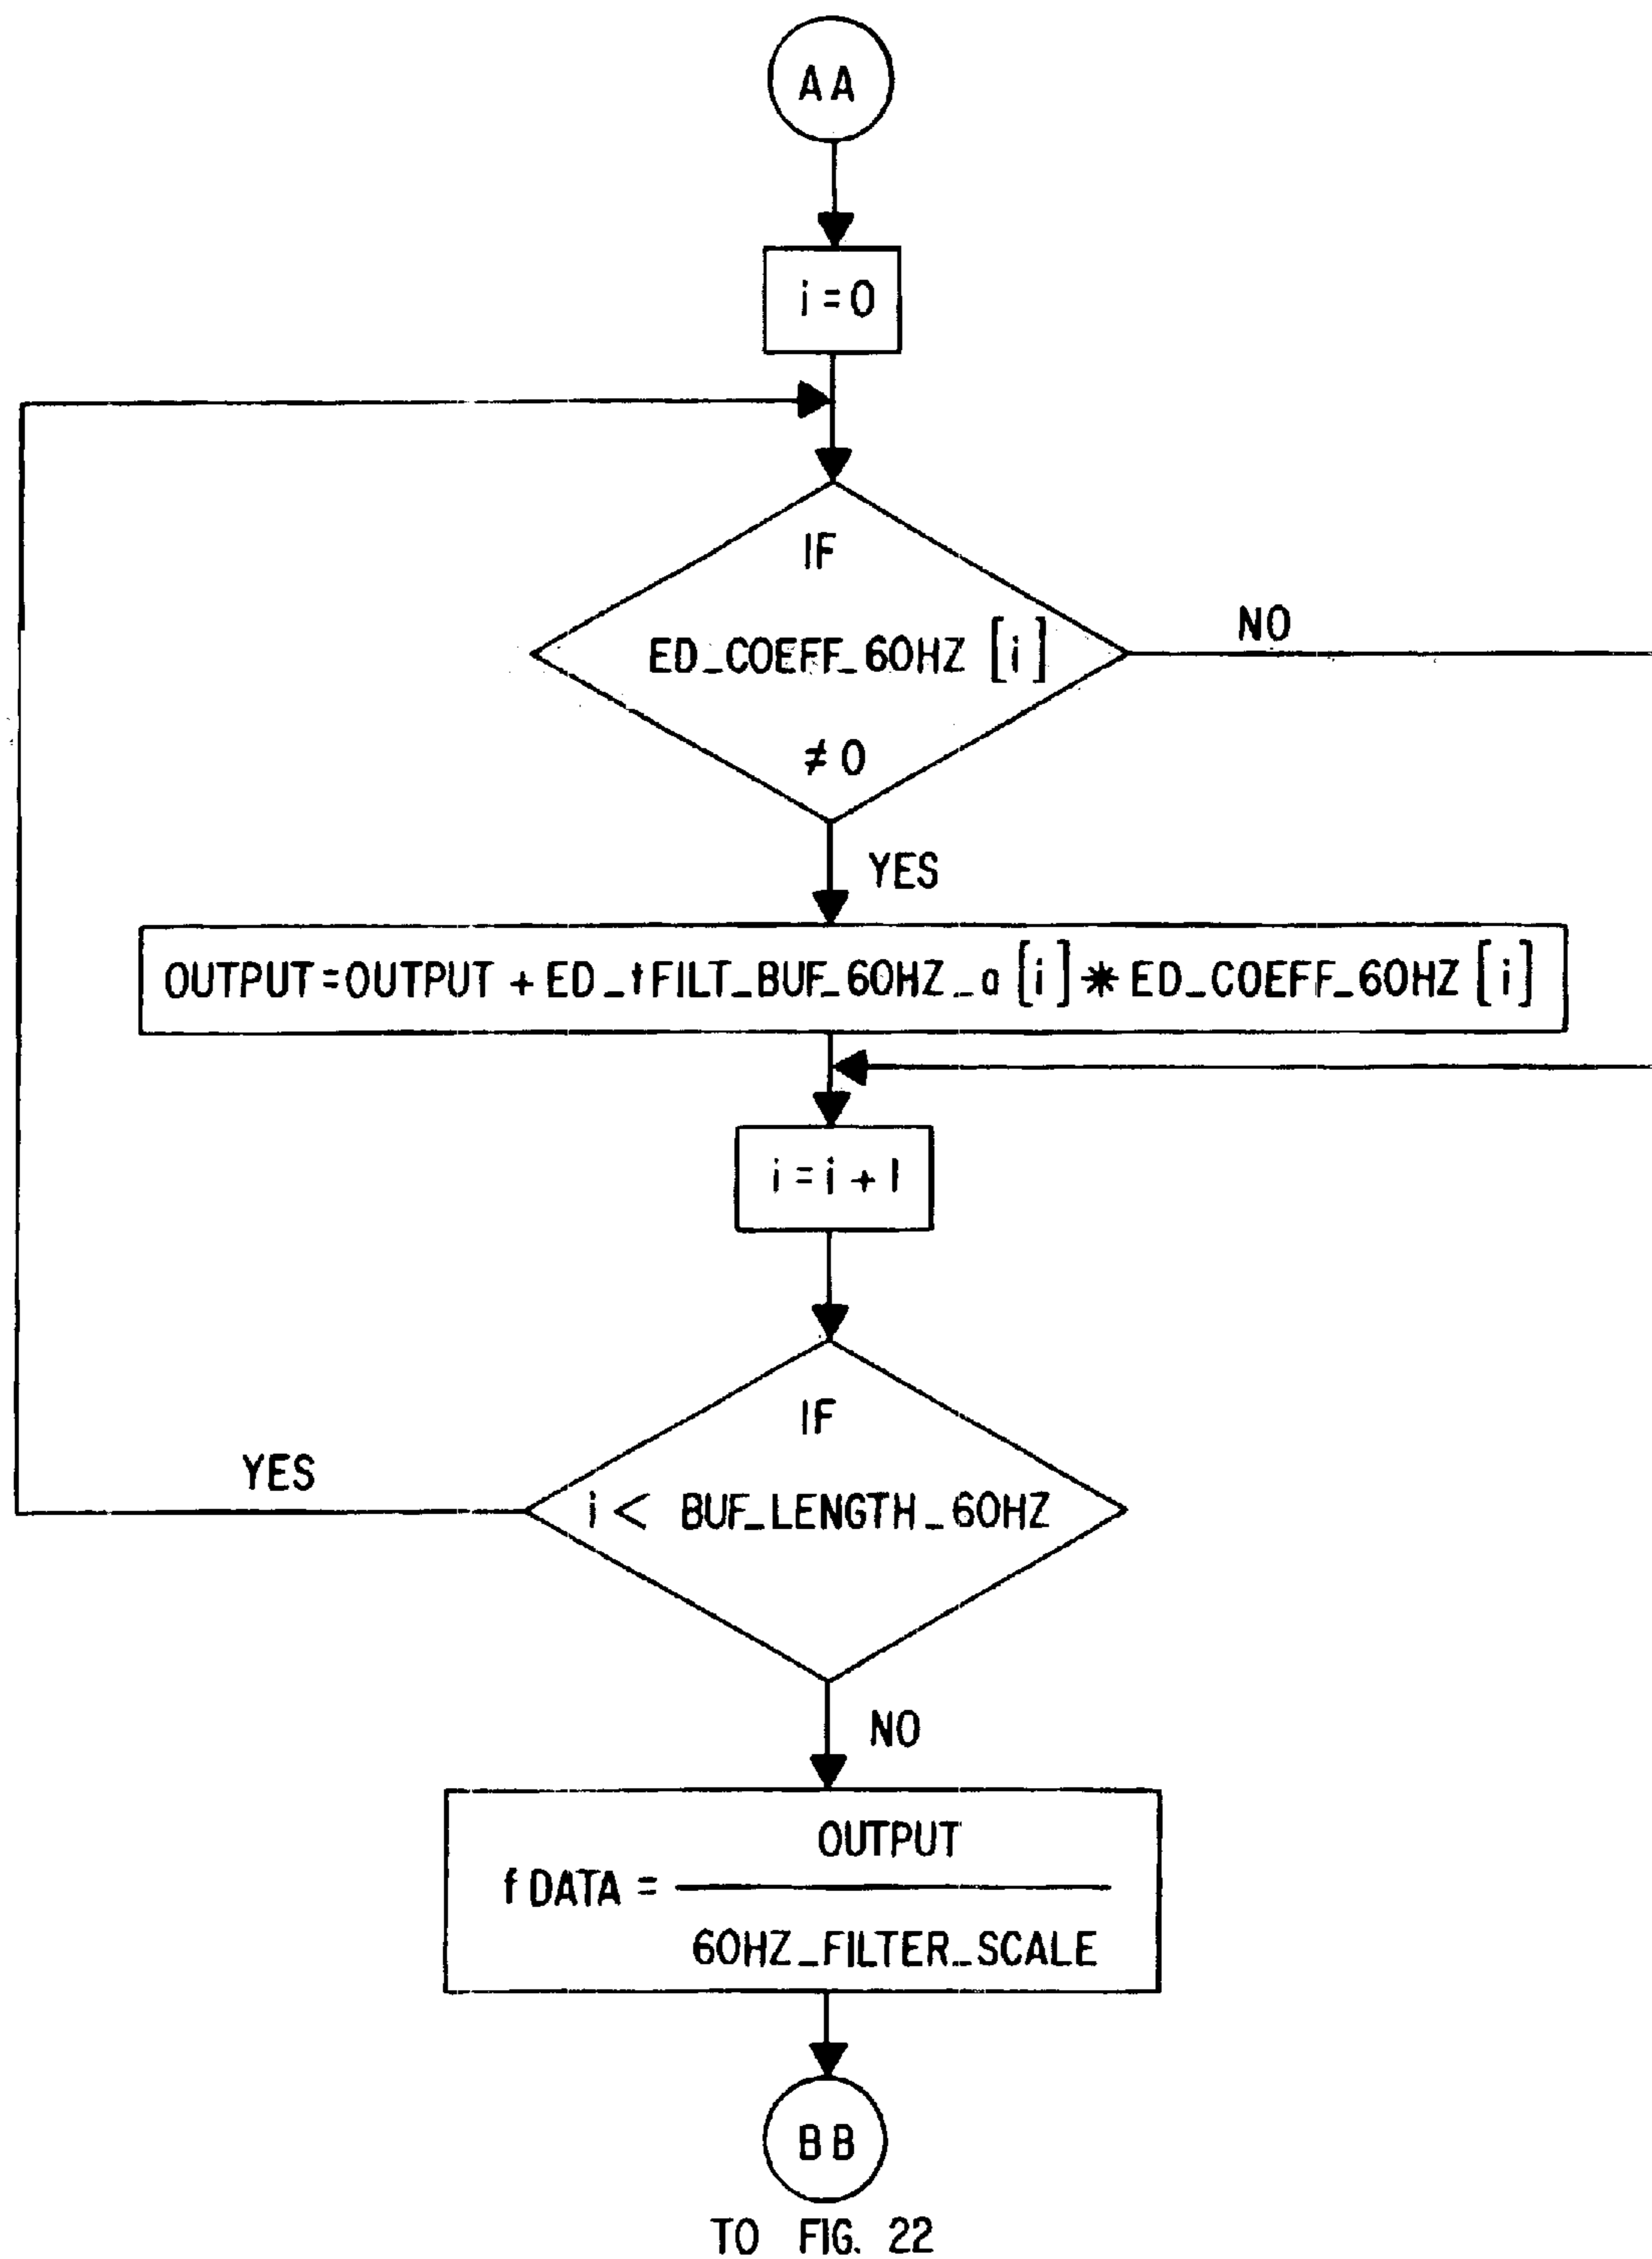 AA
i=0
IF
ED_COEFF_60HZ [i]
≠0
NO
YES
OUTPUT=OUTPUT + ED_tFILT_BUF_60HZ_a [i] * ED_COEFF_60HZ [i]
i=i+1
IF
YES
i < BUF_LENGTH_60HZ
NO
OUTPUT
f DATA =
60HZ_FILTER_SCALE
BB
TO FIG. 22